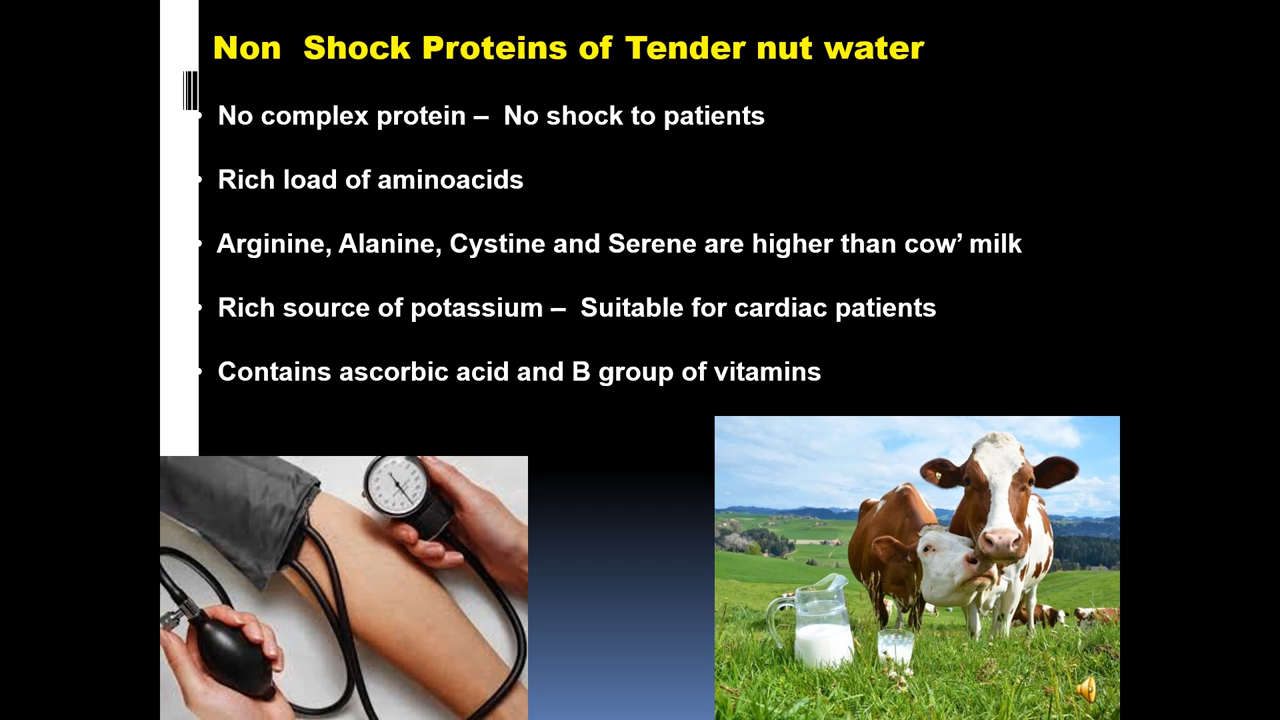 Non  Shock Proteins of Tender nut water
• No complex protein –  No shock to patients
• Rich load of aminoacids
• Arginine, Alanine, Cystine and Serene are higher than cow’ milk
• Rich source of potassium –  Suitable for cardiac patients
• Contains ascorbic acid and B group of vitamins